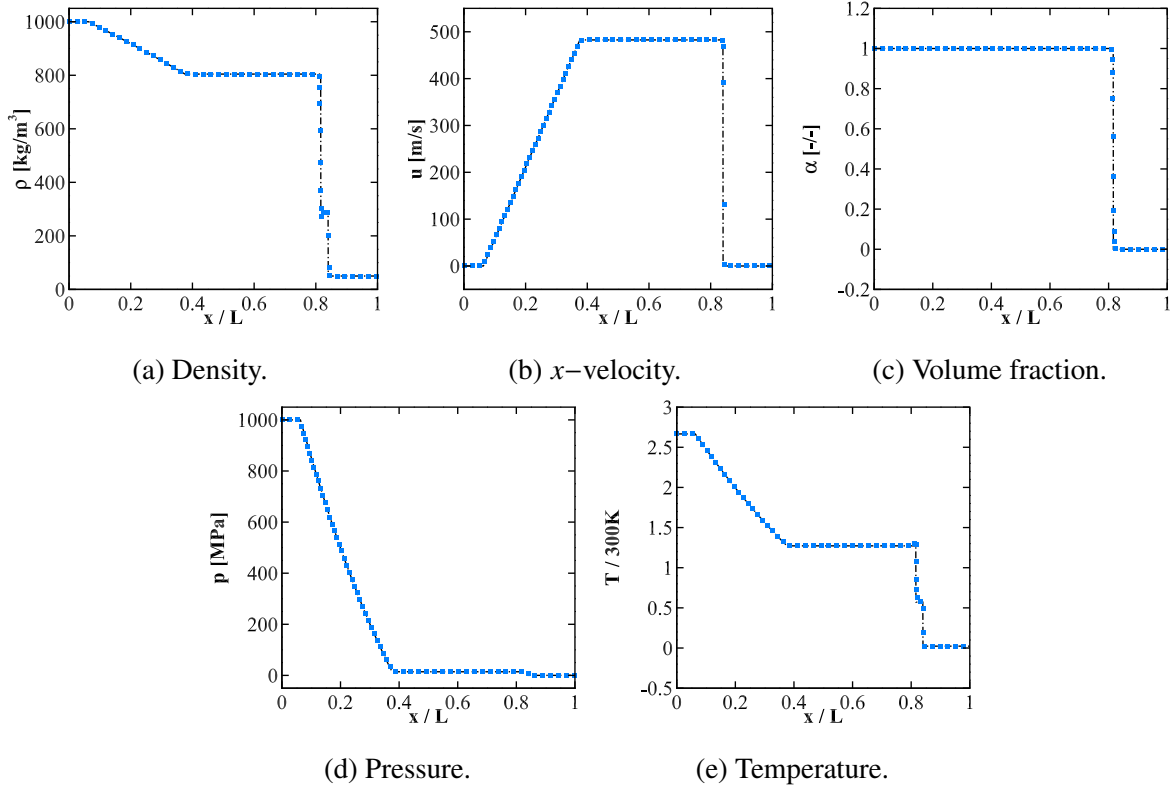 1000
800
600
400
200
0
ρ [kg/m³]
0 0.2 0.4 0.6 0.8 1
x / L
(a) Density.
500
400
300
200
100
0
u [m/s]
0 0.2 0.4 0.6 0.8 1
x / L
(b) x−velocity.
1.2
1
0.8
0.6
0.4
0.2
0
-0.2
α [-/-]
0 0.2 0.4 0.6 0.8 1
x / L
(c) Volume fraction.
1000
800
600
400
200
0
p [MPa]
0 0.2 0.4 0.6 0.8 1
x / L
(d) Pressure.
3
2.5
2
1.5
1
0.5
0
-0.5
T / 300K
0 0.2 0.4 0.6 0.8 1
x / L
(e) Temperature.